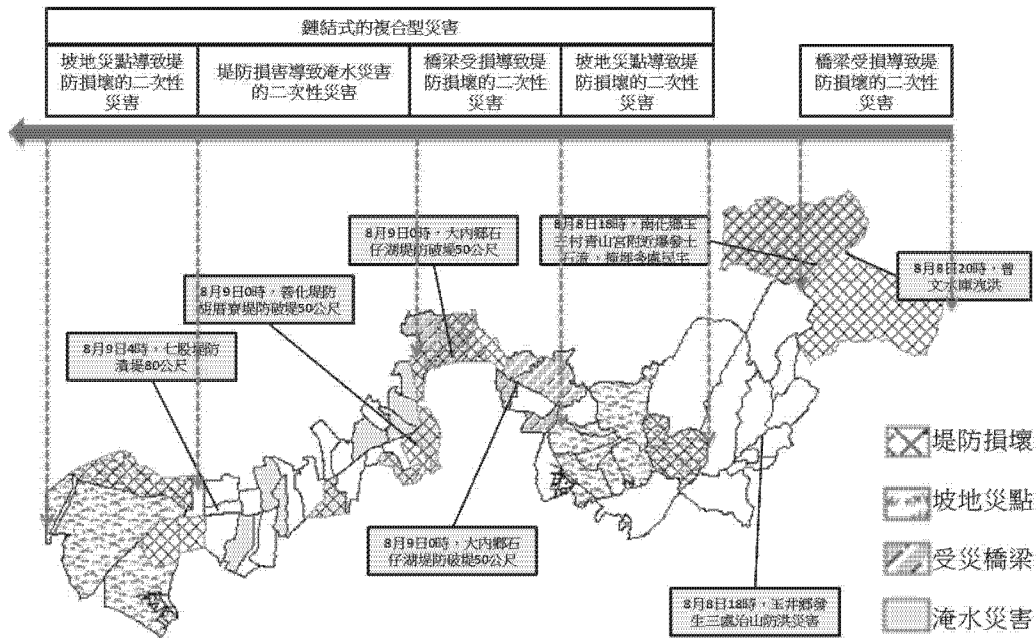 鏈結式的複合型災害
坡地災點導致堤
防損壞的二次性
災害
堤防損害導致淹水災害
的二次性災害
橋梁受損導致堤
防損壞的二次性
災害
坡地災點導致堤
防損壞的二次性
災害
橋梁受損導致堤
防損壞的二次性
災害
8月9日0時，大內鄉石
仔湖堤防破堤50公尺
8月8日18時，南化鄉玉
三村青山宮附近爆發土
石流，撞毀多處民宅
8月8日20時，曾
文水庫洩洪
8月9日0時，善化堤防
胡厝寮堤防破堤50公尺
8月9日4時，七股堤防
潰堤80公尺
8月9日0時，大內鄉石
仔湖堤防破堤50公尺
8月8日18時，玉井鄉發
生三處治山防洪災害
堤防損壞
坡地災點
受災橋梁
淹水災害